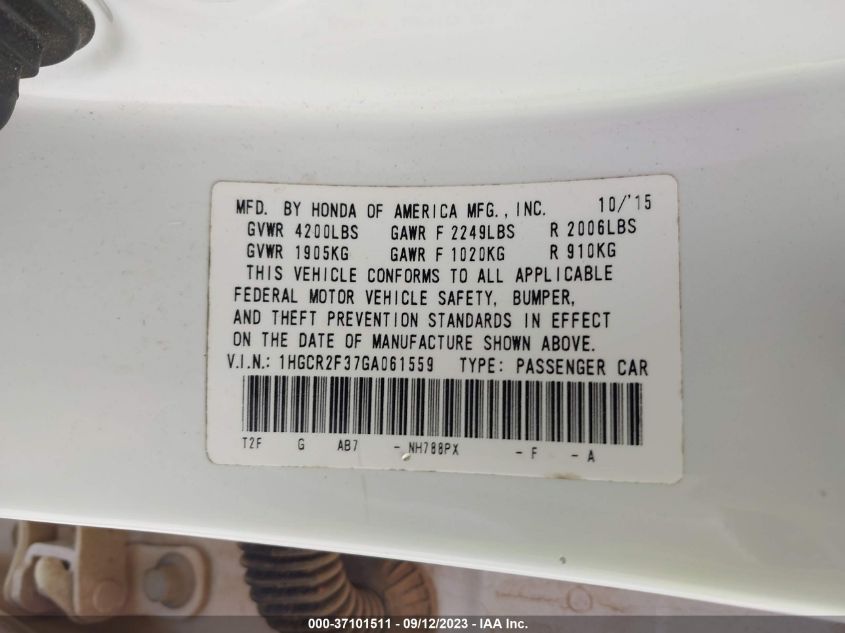 MFD. BY HONDA OF AMERICA MFG., INC. 10/'15
GVWR 4200LBS GAWR F 2249LBS R 2006LBS
GVWR 1905KG GAWR F 1020KG R 910KG
THIS VEHICLE CONFORMS TO ALL APPLICABLE
FEDERAL MOTOR VEHICLE SAFETY, BUMPER,
AND THEFT PREVENTION STANDARDS IN EFFECT
ON THE DATE OF MANUFACTURE SHOWN ABOVE.
V.I.N.: 1HGCR2F37GA061559 TYPE: PASSENGER CAR
T2F G AB7 - NH788PX - F - A
000-37101511 - 09/12/2023 - IAA Inc.